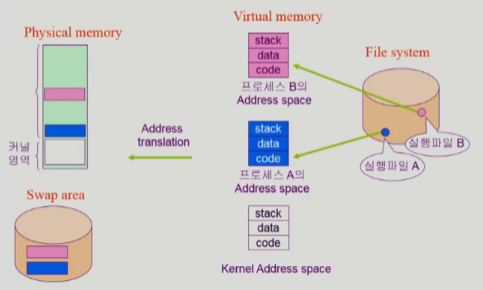 Physical memory
커널
영역
Swap area
Address
translation
Virtual memory
stack
data
code
프로세스 B의
Address space
stack
data
code
프로세스 A의
Address space
stack
data
code
Kernel Address space
File system
실행파일 B
실행파일 A